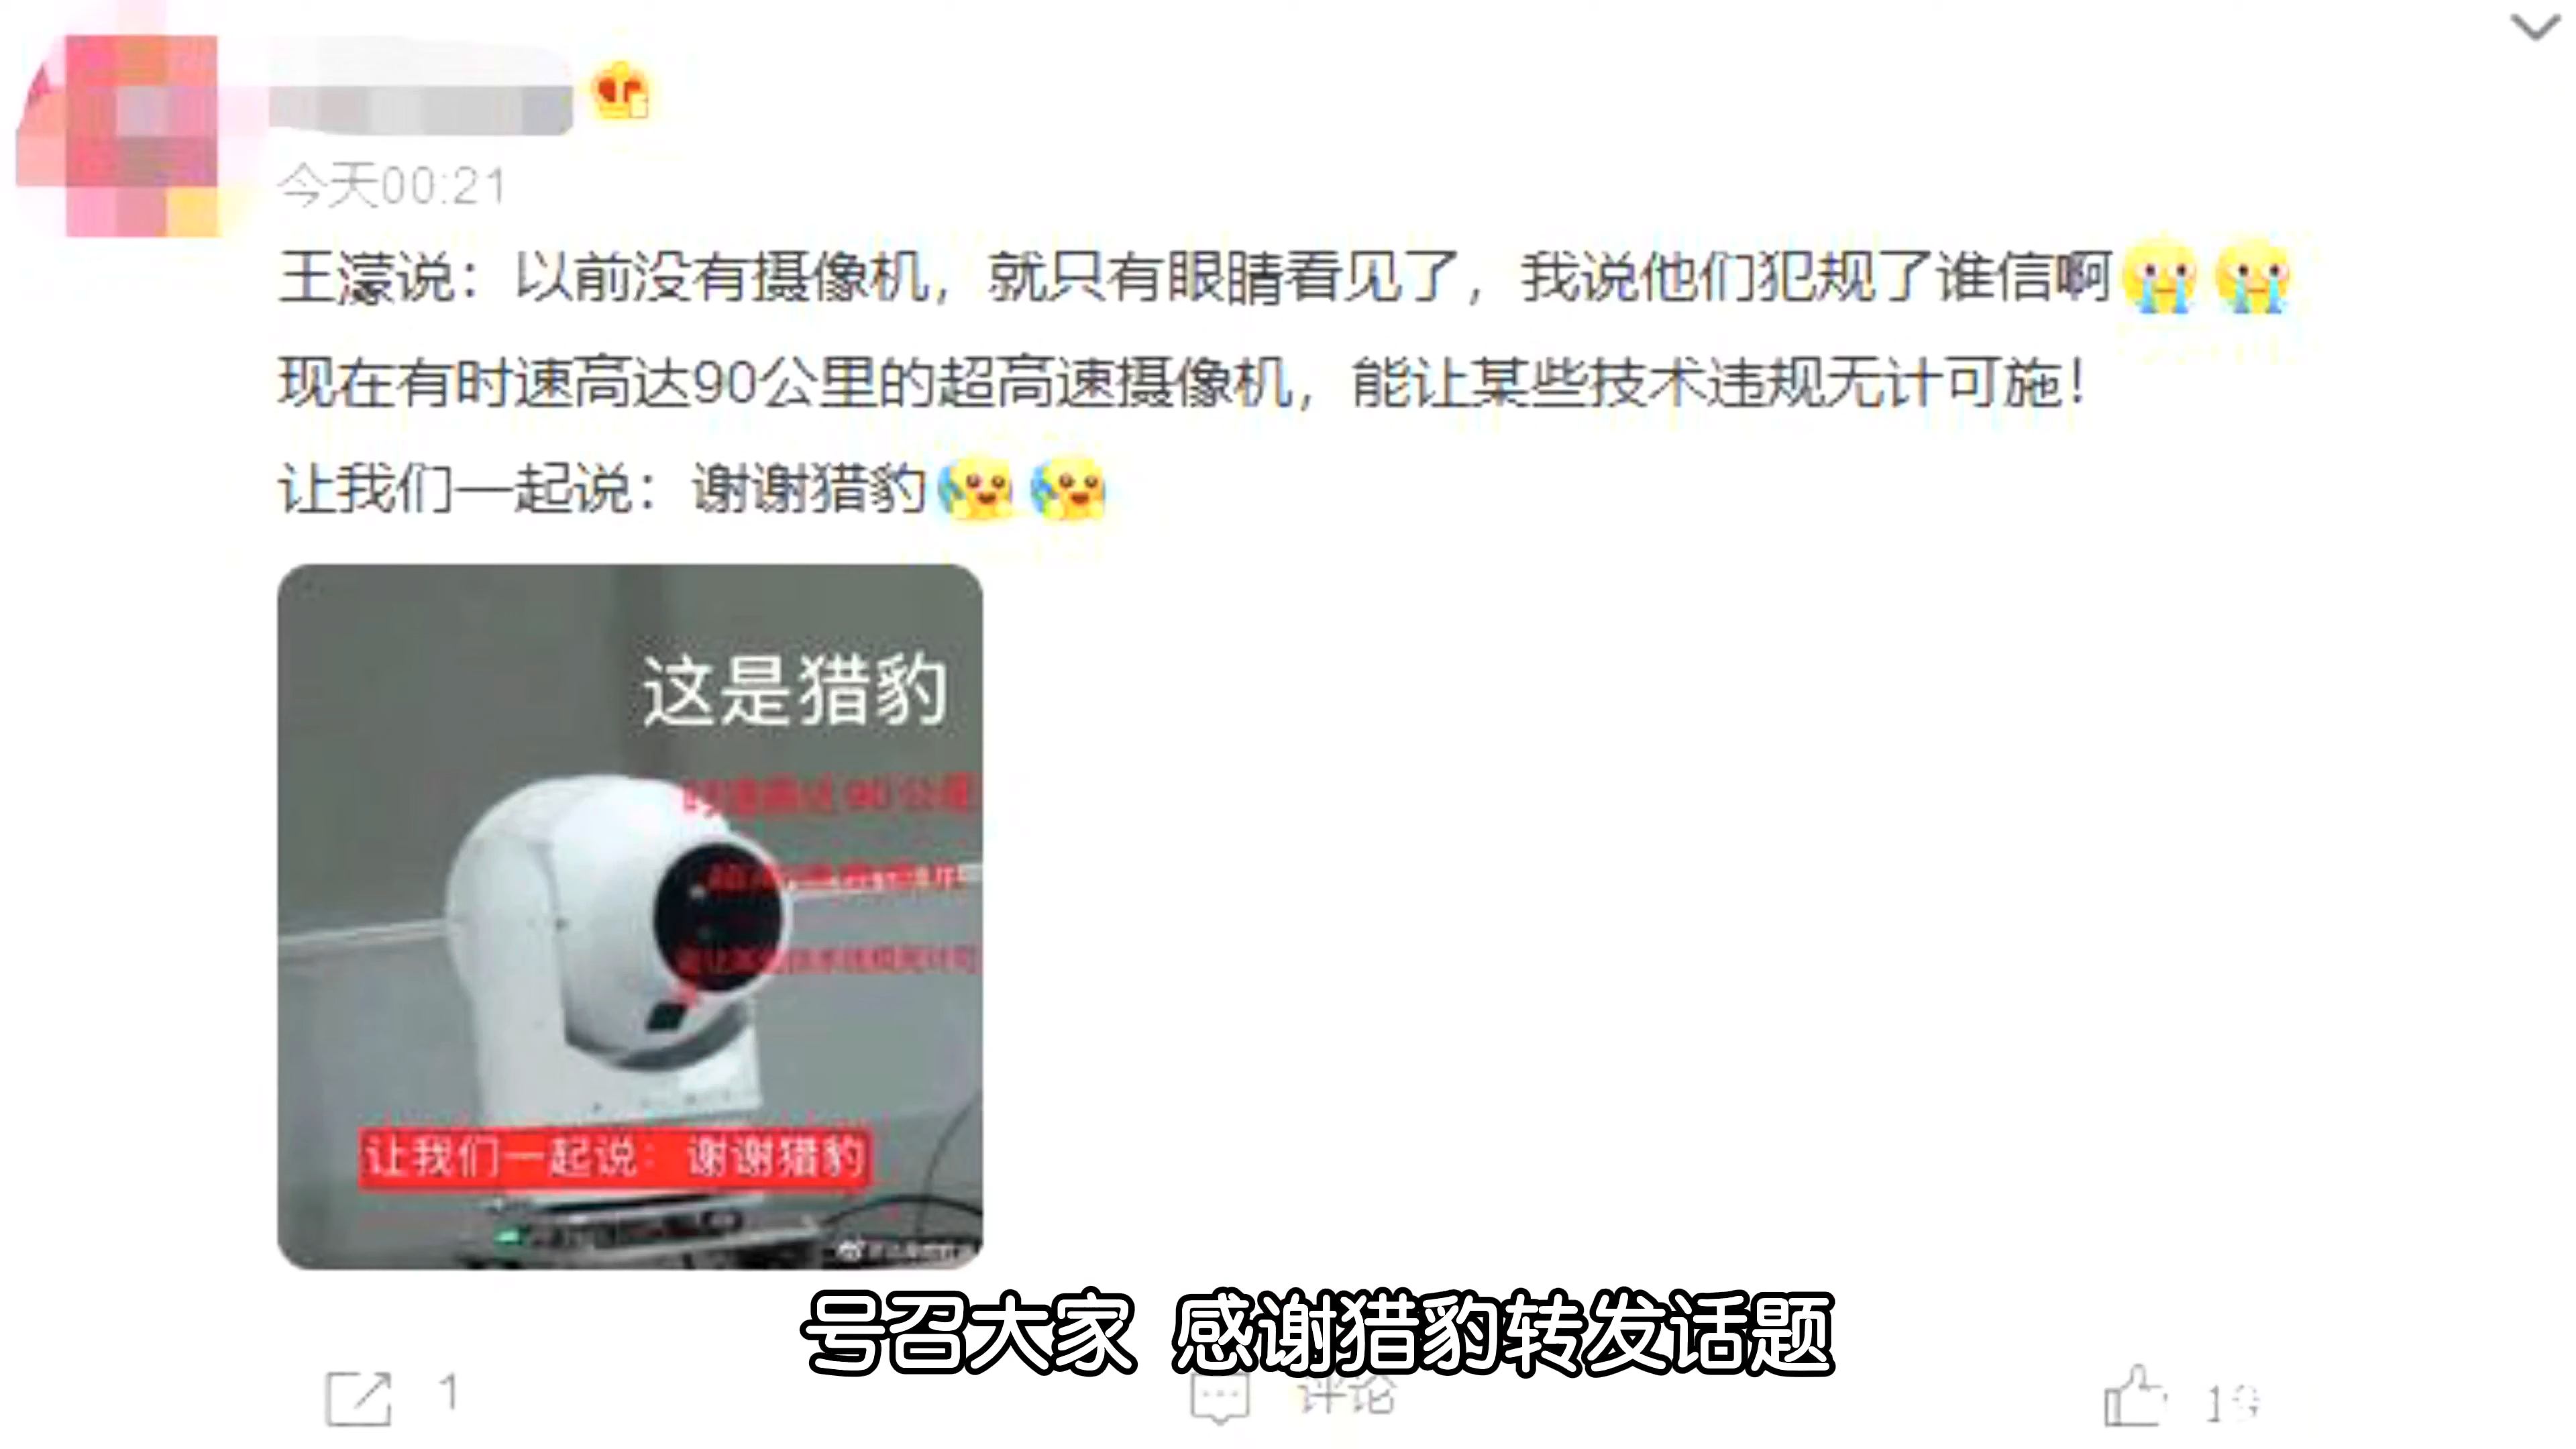 今天00:21
王濛说：以前没有摄像机，就只有眼睛看见了，我说他们犯规了谁信啊
现在有时速高达90公里的超高速摄像机，能让某些技术违规无计可施！
让我们一起说：谢谢猎豹
这是猎豹
90公里
让我们一起说：谢谢猎豹
号召大家 感谢猎豹转发话题
1
评论
19